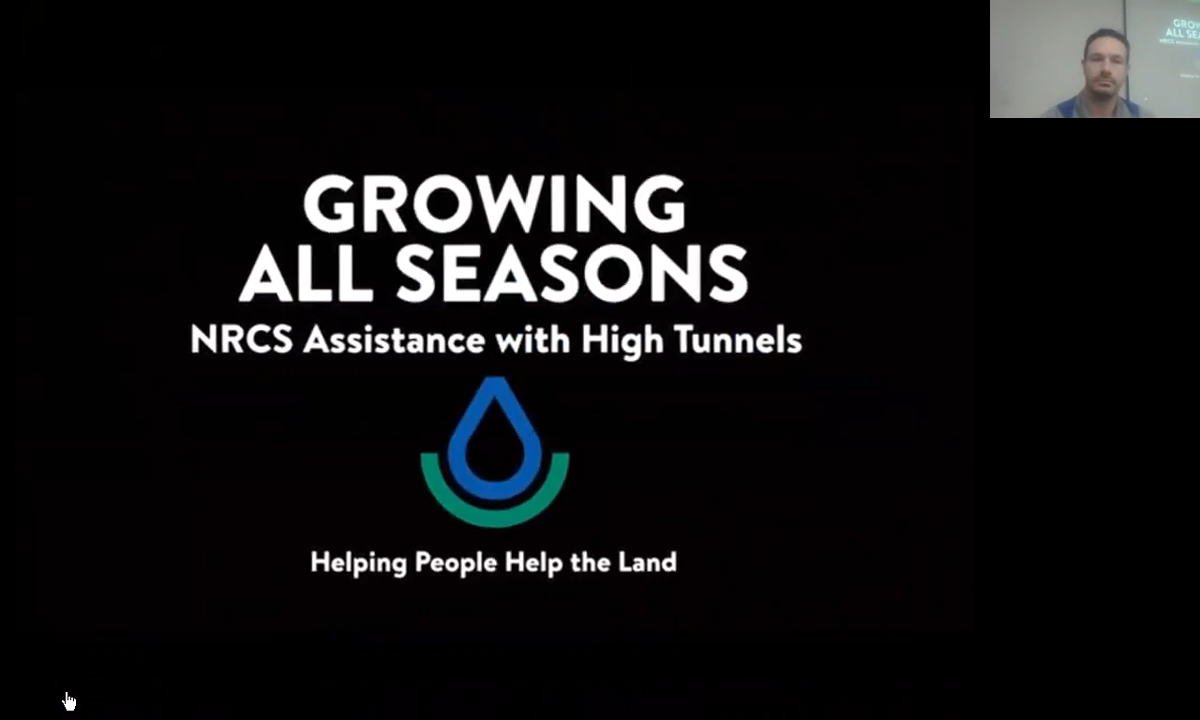 GROWING
ALL SEASONS
NRCS Assistance with High Tunnels
Helping People Help the Land